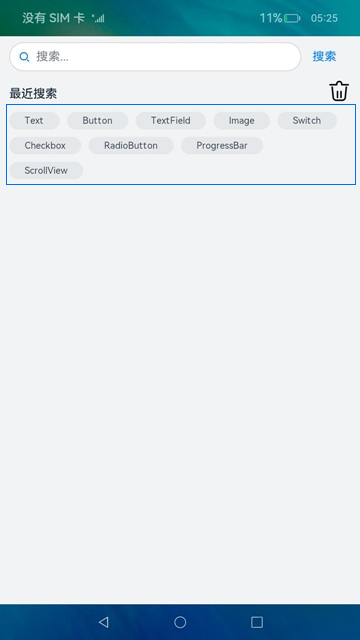 没有 SIM 卡 11% 05:25
搜索... 搜索
最近搜索
Text Button TextField Image Switch
Checkbox RadioButton ProgressBar
ScrollView